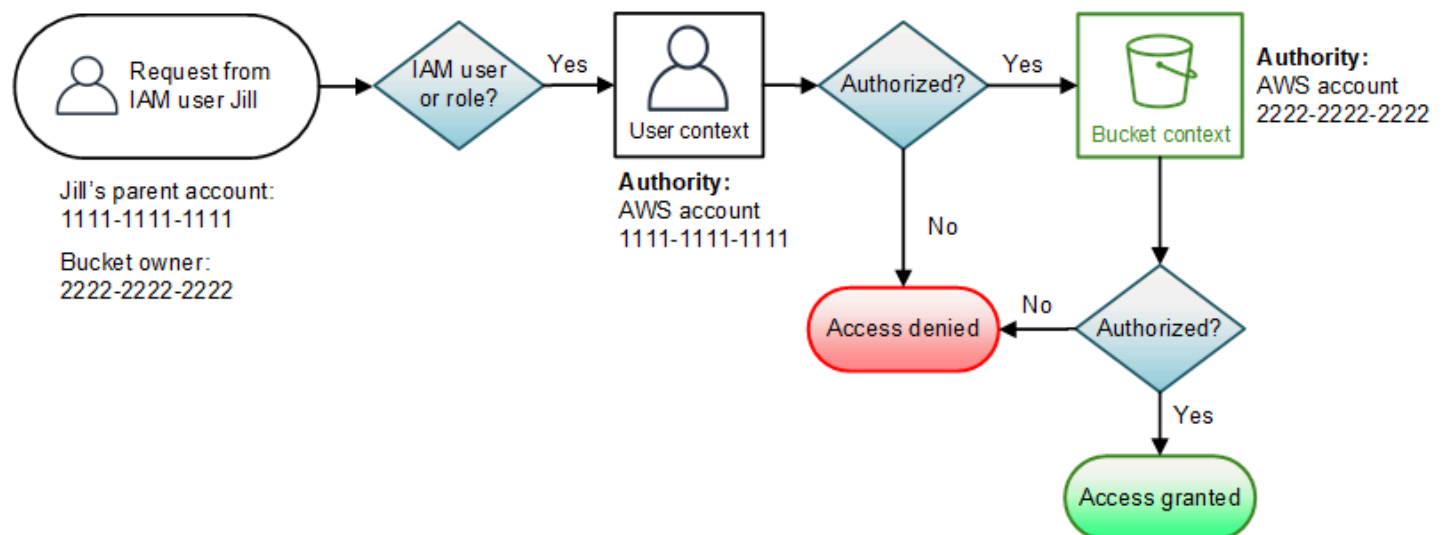 Request from
IAM user Jill
Jill's parent account:
1111-1111-1111
Bucket owner:
2222-2222-2222
IAM user
or role?
Yes
User context
Authority:
AWS account
1111-1111-1111
Authorized?
Yes
No
Bucket context
Authority:
AWS account
2222-2222-2222
Access denied
No
Authorized?
Yes
Access granted